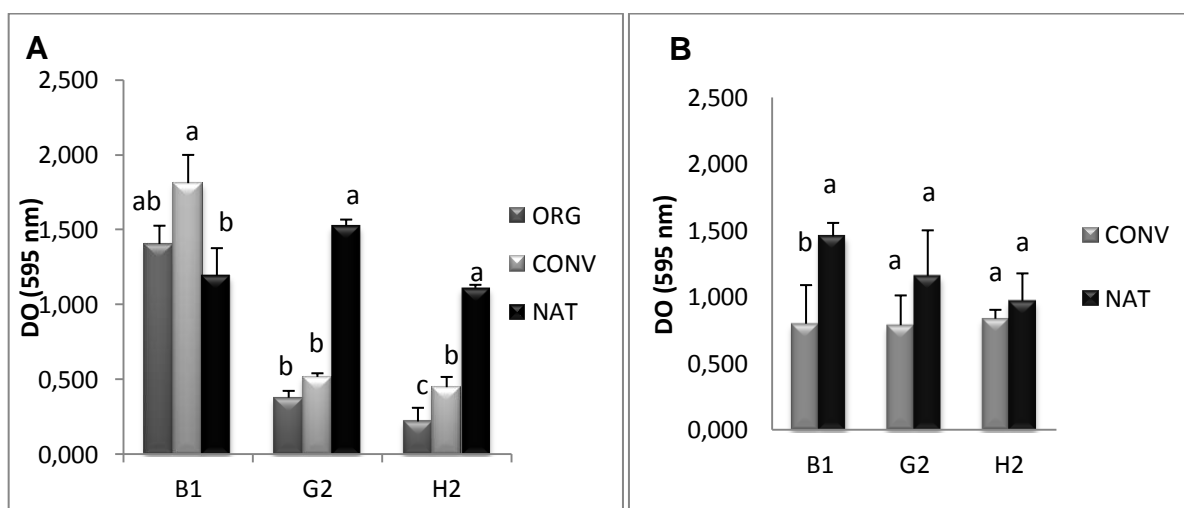 A
DO (595 nm)
2,500
2,000
1,500
1,000
0,500
0,000
ab
a
b
b
b
a
c
b
a
B1
G2
H2
ORG
CONV
NAT
B
DO (595 nm)
2,500
2,000
1,500
1,000
0,500
0,000
b
a
a
a
a
a
B1
G2
H2
CONV
NAT